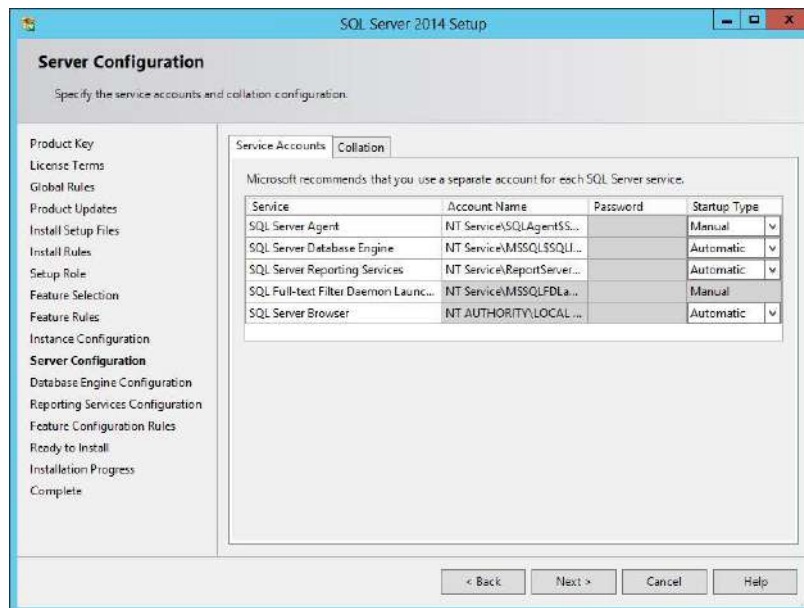 SQL Server 2014 Setup
Server Configuration
Specify the service accounts and collation configuration.
Product Key
License Terms
Global Rules
Product Updates
Install Setup Files
Install Rules
Setup Role
Feature Selection
Feature Rules
Instance Configuration
Server Configuration
Database Engine Configuration
Reporting Services Configuration
Feature Configuration Rules
Ready to Install
Installation Progress
Complete
Service Accounts Collation
Microsoft recommends that you use a separate account for each SQL Server service.
Service Account Name Password Startup Type
SQL Server Agent NT Service\SQLAgent$S... Manual
SQL Server Database Engine NT Service\MSSQL$SQLI... Automatic
SQL Server Reporting Services NT Service\ReportServer... Automatic
SQL Full-text Filter Daemon Launc... NT Service\MSSQLFDLa... Manual
SQL Server Browser NT AUTHORITY\LOCAL ... Automatic
< Back Next > Cancel Help